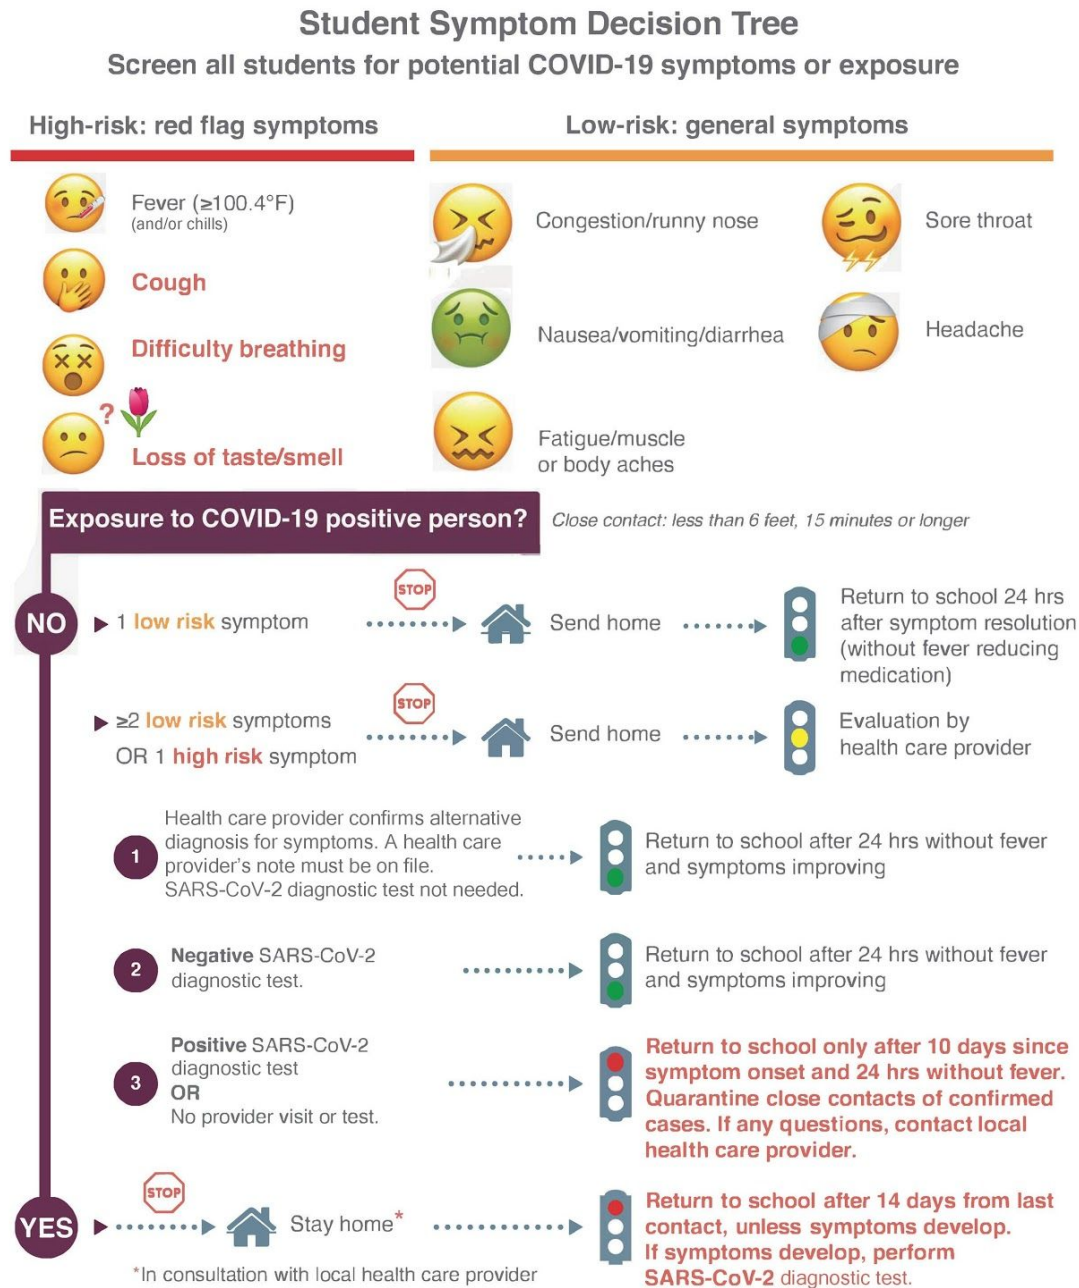 Student Symptom Decision Tree
Screen all students for potential COVID-19 symptoms or exposure
High-risk: red flag symptoms
Fever (≥100.4°F)
(and/or chills)
Cough
Difficulty breathing
?
Loss of taste/smell
Low-risk: general symptoms
Congestion/runny nose
Nausea/vomiting/diarrhea
Fatigue/muscle
or body aches
Sore throat
Headache
Exposure to COVID-19 positive person?
Close contact: less than 6 feet, 15 minutes or longer
NO
1 low risk symptom
STOP
Send home
Return to school 24 hrs
after symptom resolution
(without fever reducing
medication)
≥2 low risk symptoms
OR 1 high risk symptom
STOP
Send home
Evaluation by
health care provider
1
Health care provider confirms alternative
diagnosis for symptoms. A health care
provider's note must be on file.
SARS-CoV-2 diagnostic test not needed.
Return to school after 24 hrs without fever
and symptoms improving
2
Negative SARS-CoV-2
diagnostic test.
Return to school after 24 hrs without fever
and symptoms improving
3
Positive SARS-CoV-2
diagnostic test
OR
No provider visit or test.
Return to school only after 10 days since
symptom onset and 24 hrs without fever.
Quarantine close contacts of confirmed
cases. If any questions, contact local
health care provider.
YES
STOP
Stay home*
Return to school after 14 days from last
contact, unless symptoms develop.
If symptoms develop, perform
SARS-CoV-2 diagnostic test.
*In consultation with local health care provider